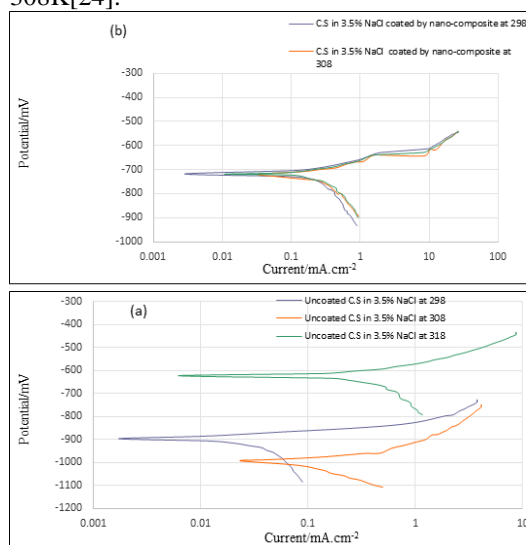 308K[24].
(b)
C.S in 3.5% NaCl coated by nano-composite at 298
C.S in 3.5% NaCl coated by nano-composite at
308
-300
-400
-500
-600
-700
-800
-900
-1000
Potential/mV
0.001 0.01 0.1 1 10 100
Current/mA.cm-2
(a)
Uncoated C.S in 3.5% NaCl at 298
Uncoated C.S in 3.5% NaCl at 308
Uncoated C.S in 3.5% NaCl at 318
-300
-400
-500
-600
-700
-800
-900
-1000
-1100
-1200
Potential/mV
0.001 0.01 0.1 1 10
Current/mA.cm-2